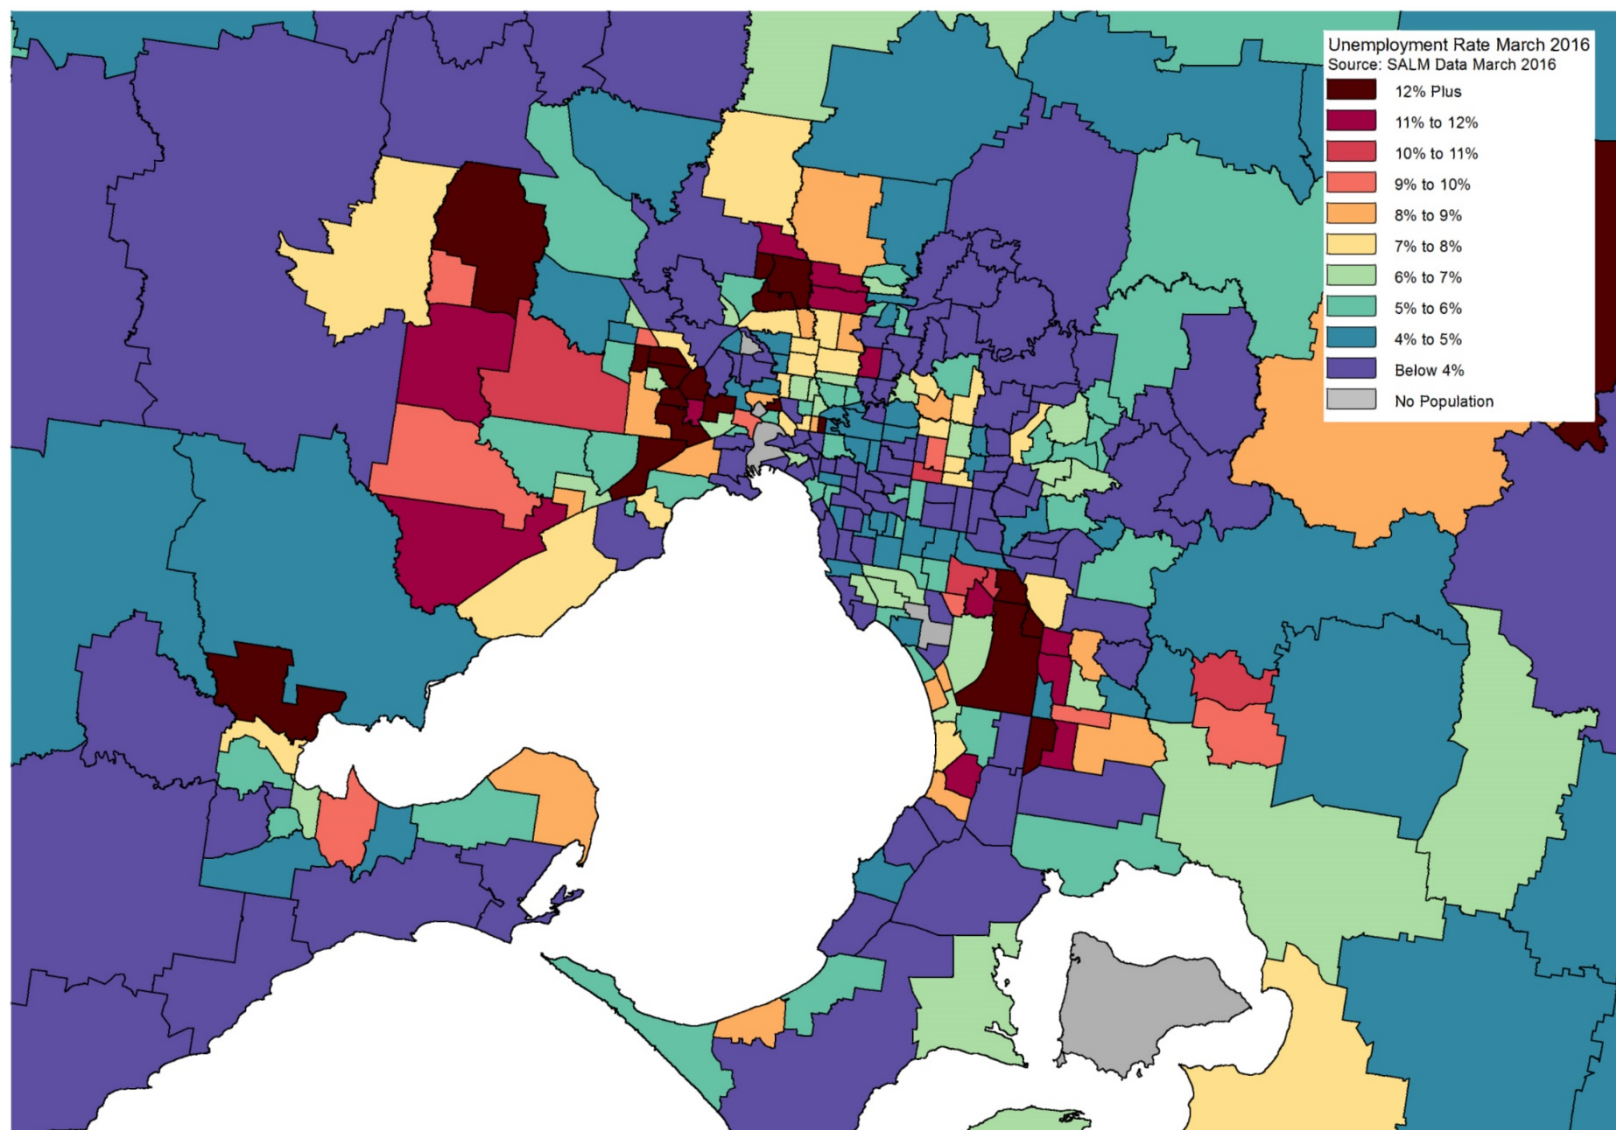 Unemployment Rate March 2016
Source: SALM Data March 2016
12% Plus
11% to 12%
10% to 11%
9% to 10%
8% to 9%
7% to 8%
6% to 7%
5% to 6%
4% to 5%
Below 4%
No Population